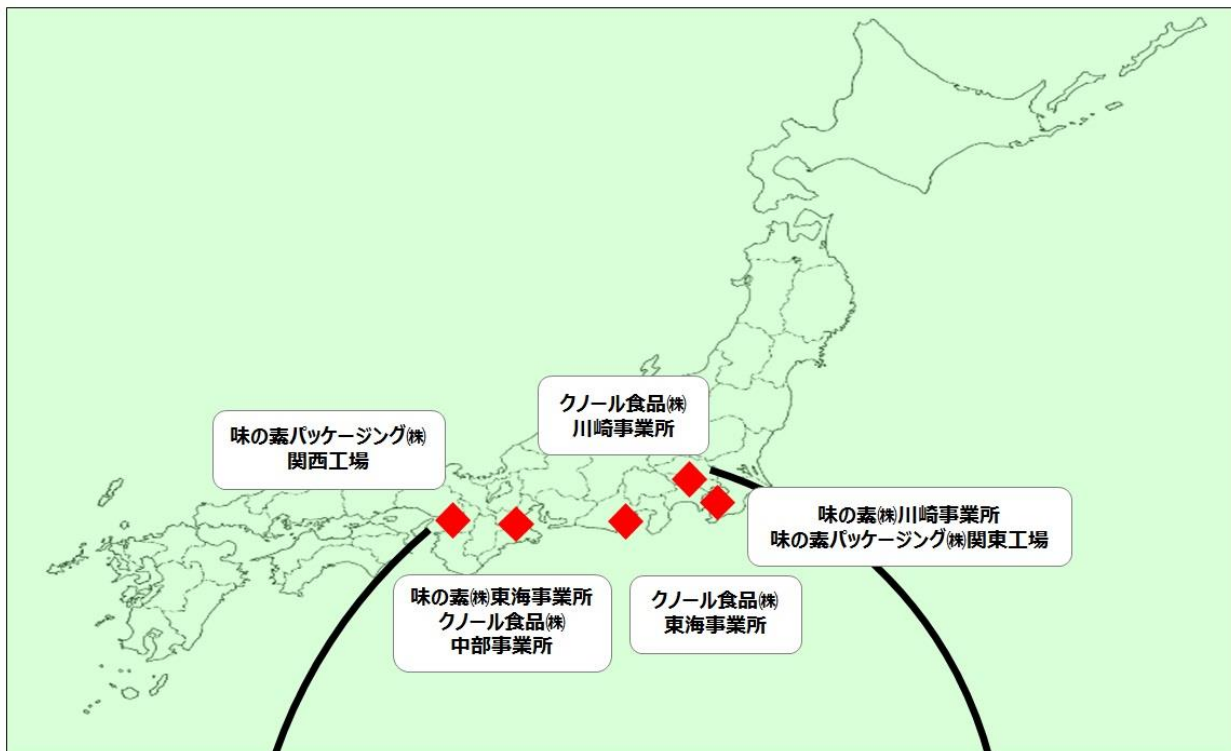 クノール食品㈱
川崎事業所
味の素パッケージング㈱
関西工場
味の素㈱川崎事業所
味の素パッケージング㈱関東工場
味の素㈱東海事業所
クノール食品㈱
中部事業所
クノール食品㈱
東海事業所